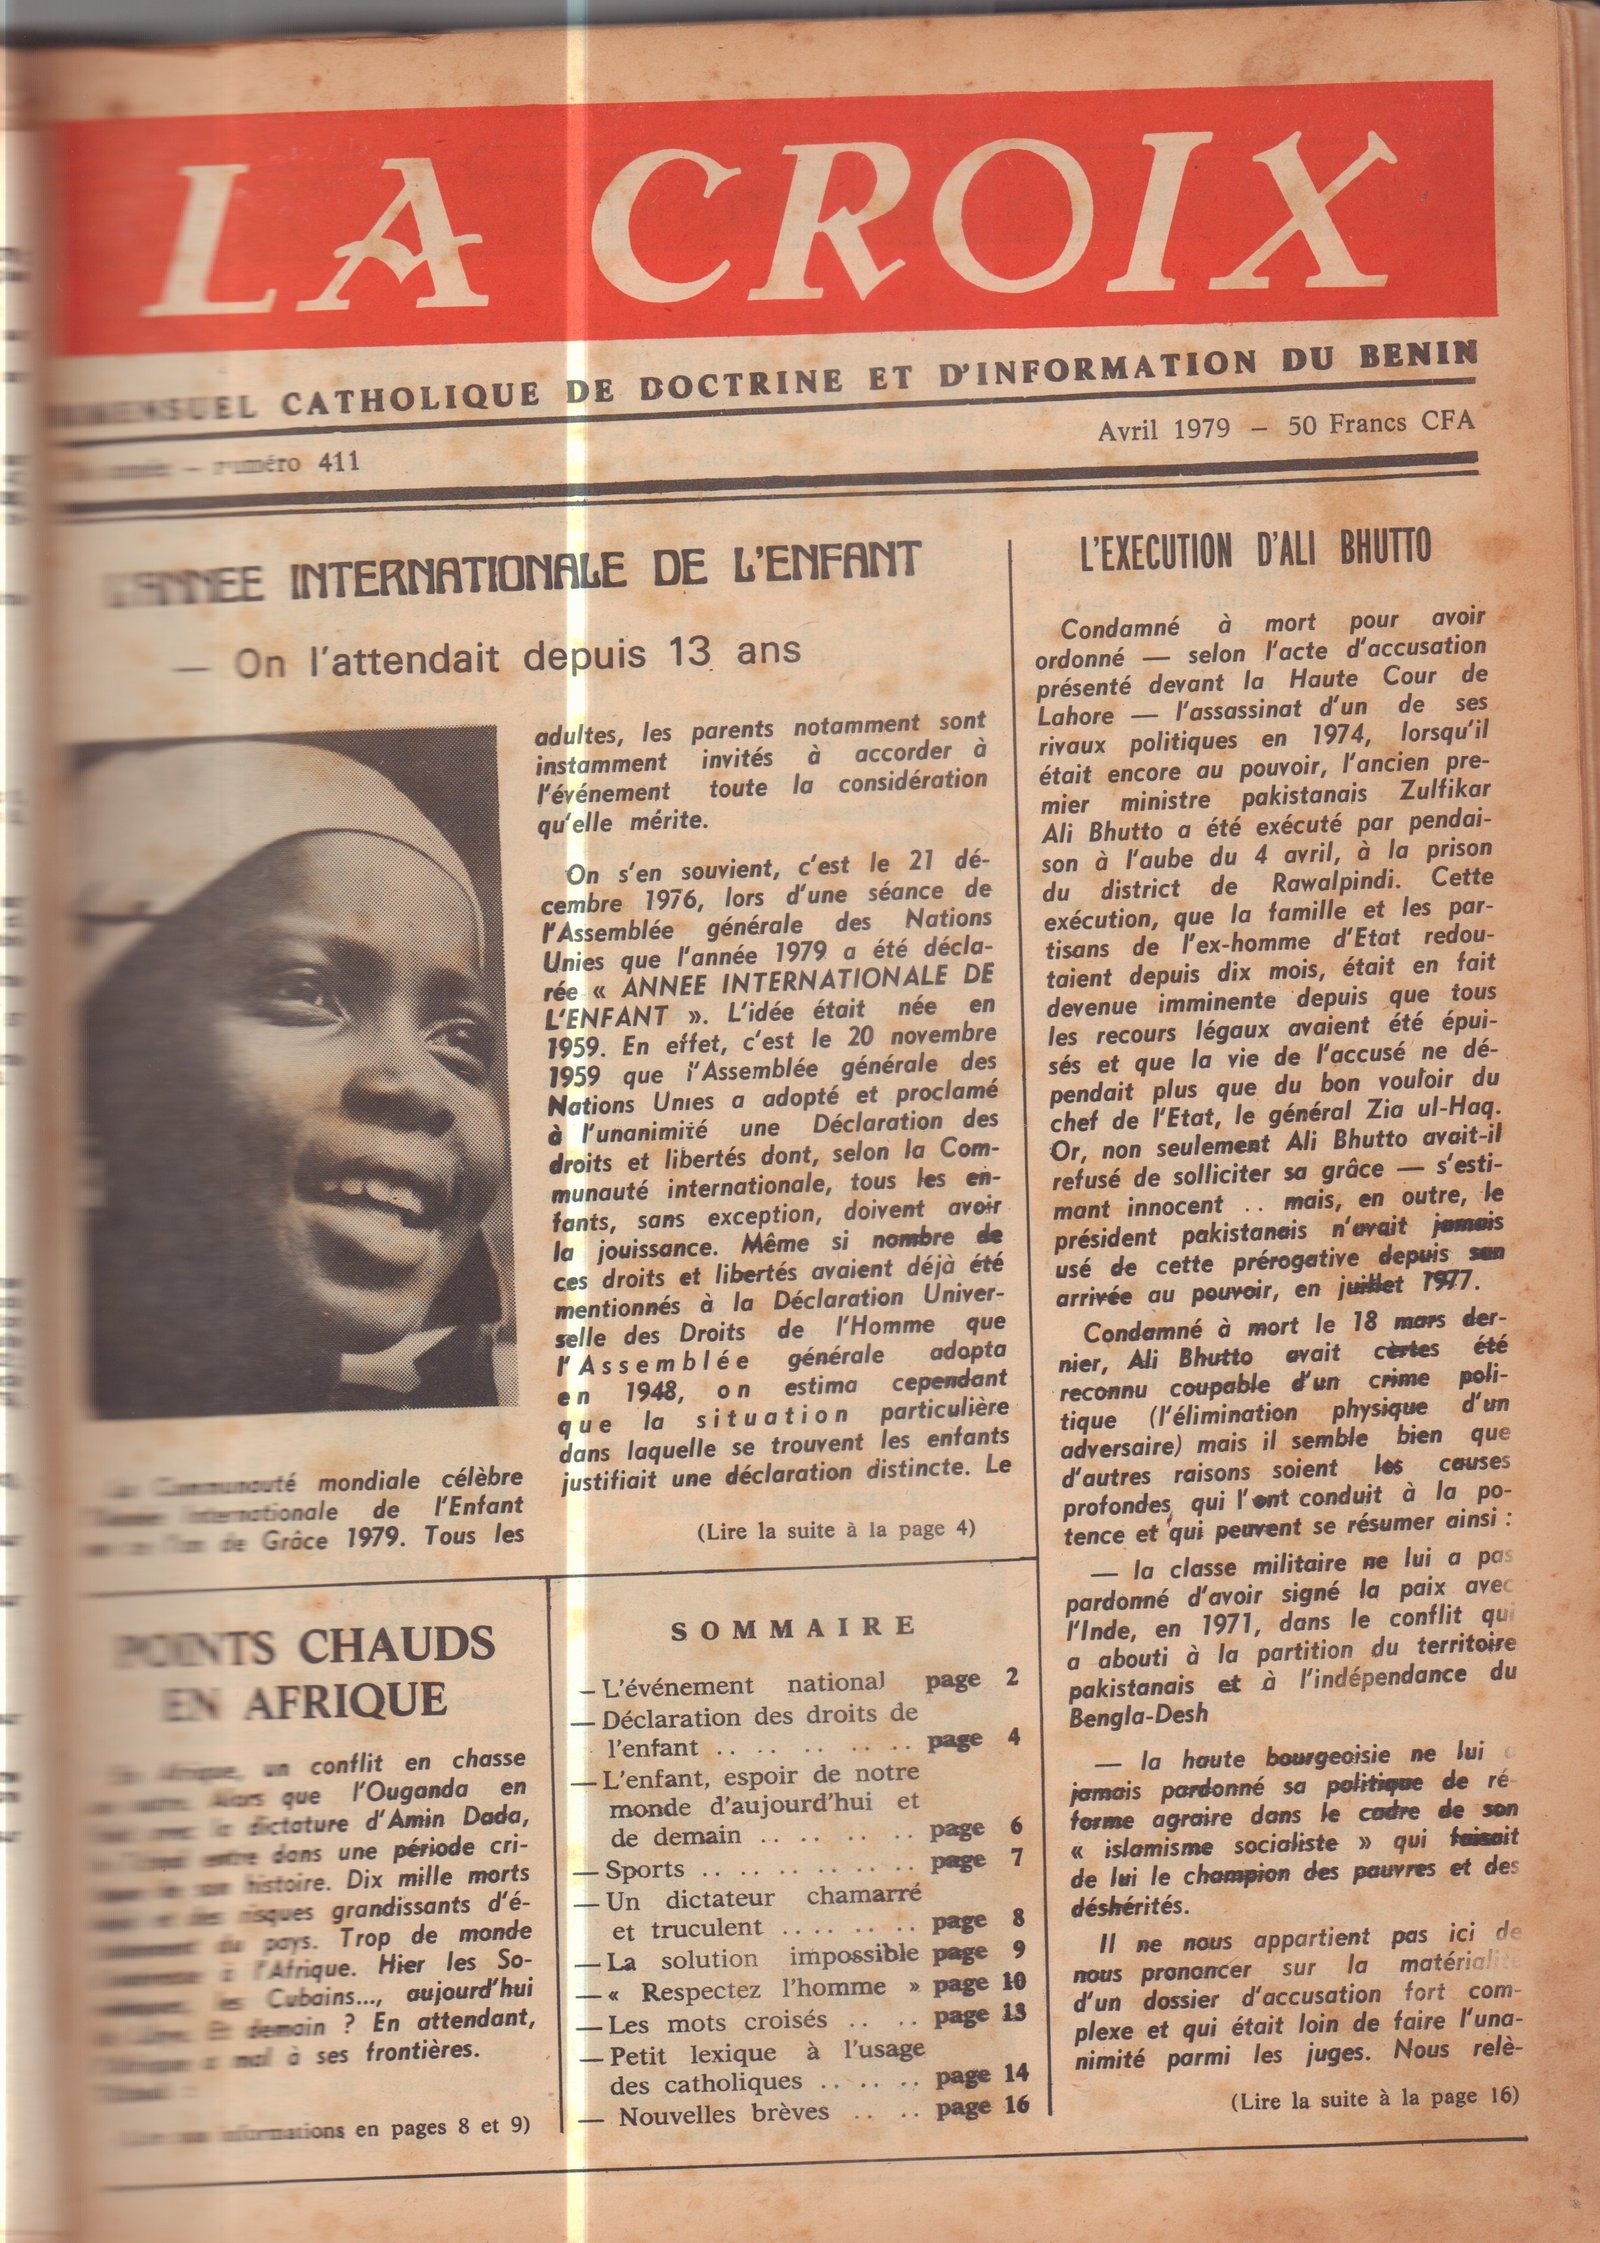 LA CROIX
CATHOLIQUE DE DOCTRINE ET D'INFORMATION DU BENIN
année – numéro 411
Avril 1979 – 50 Francs CFA
L'ANNEE INTERNATIONALE DE L'ENFANT
— On l'attendait depuis 13 ans
La Communauté mondiale célèbre
l'Année Internationale de l'Enfant
l'an de Grâce 1979. Tous les
adultes, les parents notamment sont
instamment invités à accorder à
l'événement toute la considération
qu'elle mérite.
On s'en souvient, c'est le 21 dé-
cembre 1976, lors d'une séance de
l'Assemblée générale des Nations
Unies que l'année 1979 a été décla-
rée « ANNEE INTERNATIONALE DE
L'ENFANT ». L'idée était née en
1959. En effet, c'est le 20 novembre
1959 que l'Assemblée générale des
Nations Unies a adopté et proclamé
à l'unanimité une Déclaration des
droits et libertés dont, selon la Com-
munauté internationale, tous les en-
fants, sans exception, doivent avoir
la jouissance. Même si nombre de
ces droits et libertés avaient déjà été
mentionnés à la Déclaration Univer-
selle des Droits de l'Homme que
l'Assemblée générale adopta
en 1948, on estima cependant
que la situation particulière
dans laquelle se trouvent les enfants
justifiait une déclaration distincte. Le
(Lire la suite à la page 4)
L'EXECUTION D'ALI BHUTTO
Condamné à mort pour avoir
ordonné — selon l'acte d'accusation
présenté devant la Haute Cour de
Lahore — l'assassinat d'un de ses
rivaux politiques en 1974, lorsqu'il
était encore au pouvoir, l'ancien pre-
mier ministre pakistanais Zulfikar
Ali Bhutto a été exécuté par pendai-
son à l'aube du 4 avril, à la prison
du district de Rawalpindi. Cette
exécution, que la famille et les par-
tisans de l'ex-homme d'Etat redou-
taient depuis dix mois, était en fait
devenue imminente depuis que tous
les recours légaux avaient été épui-
sés et que la vie de l'accusé ne dé-
pendait plus que du bon vouloir du
chef de l'Etat, le général Zia ul-Haq.
Or, non seulement Ali Bhutto avait-il
refusé de solliciter sa grâce — s'esti-
mant innocent .. mais, en outre, le
président pakistanais n'avait jamais
usé de cette prérogative depuis son
arrivée au pouvoir, en juillet 1977.
Condamné à mort le 18 mars der-
nier, Ali Bhutto avait certes été
reconnu coupable d'un crime poli-
tique (l'élimination physique d'un
adversaire) mais il semble bien que
d'autres raisons soient les causes
profondes, qui l'ont conduit à la po-
tence et qui peuvent se résumer ainsi :
— la classe militaire ne lui a pas
pardonné d'avoir signé la paix avec
l'Inde, en 1971, dans le conflit qui
a abouti à la partition du territoire
pakistanais et à l'indépendance du
Bengla-Desh
— la haute bourgeoisie ne lui a
jamais pardonné sa politique de ré-
forme agraire dans le cadre de son
« islamisme socialiste » qui faisait
de lui le champion des pauvres et des
déshérités.
Il ne nous appartient pas ici de
nous prononcer sur la matérialité
d'un dossier d'accusation fort com-
plexe et qui était loin de faire l'una-
nimité parmi les juges. Nous relè-
(Lire la suite à la page 16)
POINTS CHAUDS
EN AFRIQUE
En Afrique, un conflit en chasse
un autre. Alors que l'Ouganda en
avec la dictature d'Amin Dada,
entre dans une période cri-
de son histoire. Dix mille morts
et des risques grandissants d'é-
du pays. Trop de monde
à l'Afrique. Hier les So-
les Cubains..., aujourd'hui
Et demain ? En attendant,
l'Afrique a mal à ses frontières.
informations en pages 8 et 9)
SOMMAIRE
— L'événement national page 2
— Déclaration des droits de
l'enfant .. .. .. .. .. page 4
— L'enfant, espoir de notre
monde d'aujourd'hui et
de demain .. .. .. .. page 6
— Sports .. .. .. .. .. page 7
— Un dictateur chamarré
et truculent .. .. .. .. page 8
— La solution impossible page 9
— « Respectez l'homme » page 10
— Les mots croisés .. .. page 13
— Petit lexique à l'usage
des catholiques .. .. .. page 14
— Nouvelles brèves .. .. page 16